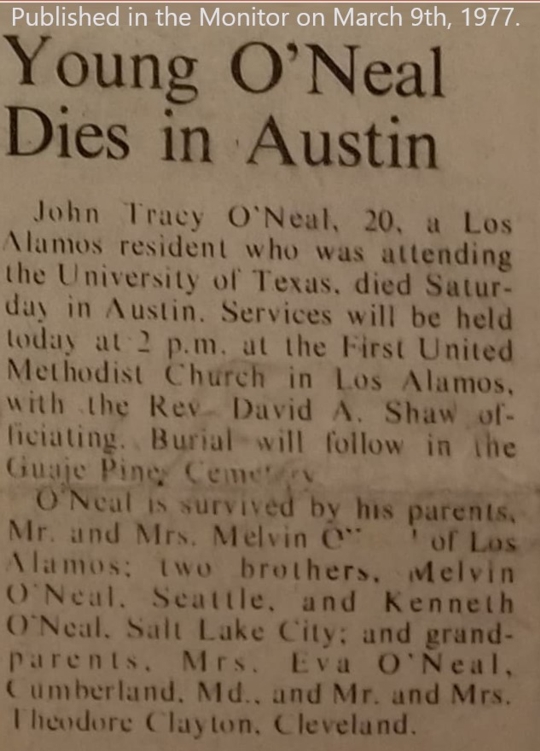 Published in the Monitor on March 9th, 1977.
Young O'Neal
Dies in Austin
John Tracy O'Neal, 20, a Los
Alamos resident who was attending
the University of Texas, died Satur-
day in Austin. Services will be held
today at 2 p.m. at the First United
Methodist Church in Los Alamos,
with the Rev. David A. Shaw of-
ficiating. Burial will follow in the
Guaje Pines Cemetery
O'Neal is survived by his parents,
Mr. and Mrs. Melvin of Los
Alamos; two brothers, Melvin
O'Neal, Seattle, and Kenneth
O'Neal, Salt Lake City; and grand-
parents, Mrs. Eva O'Neal,
Cumberland, Md., and Mr. and Mrs.
Theodore Clayton, Cleveland.